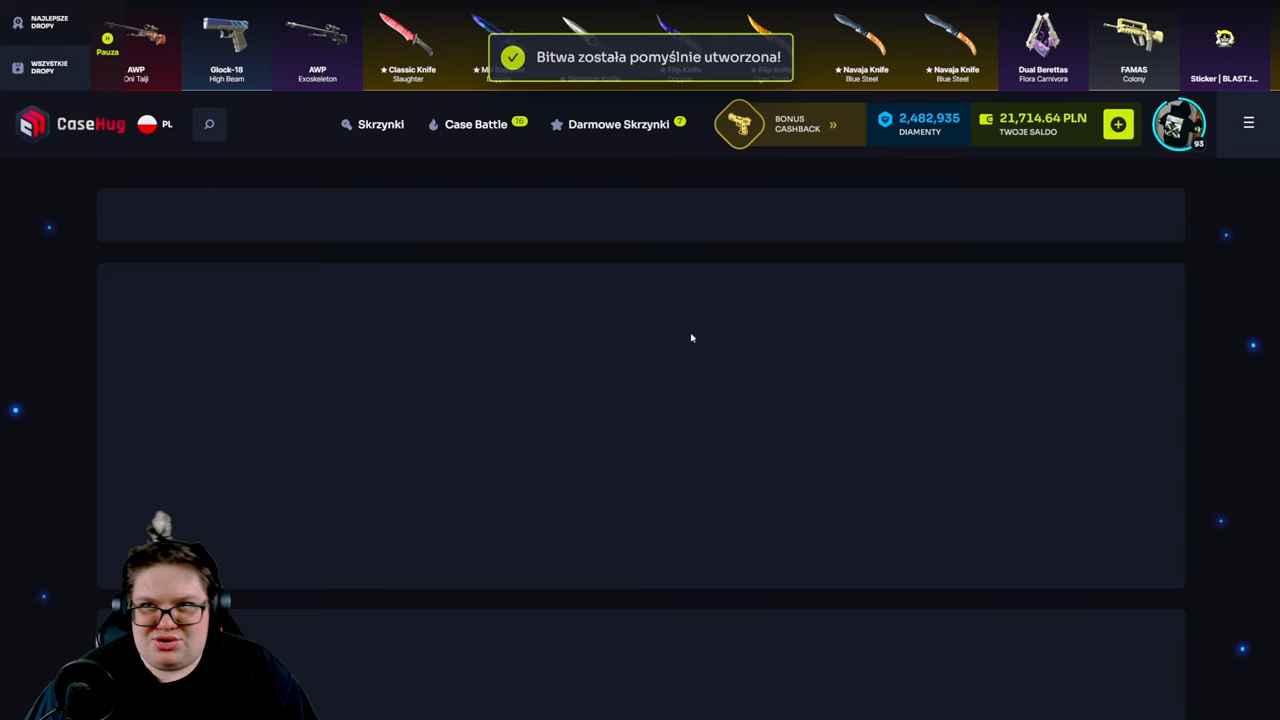 NAJLEPSZE
DROPY
WSZYSTKIE
DROPY
Pauza
AWP
Oni Taiji
Glock-18
High Beam
AWP
Exoskeleton
★ Classic Knife
Slaughter
★ Navaja Knife
Blue Steel
★ Navaja Knife
Blue Steel
Dual Berettas
Flora Carnivora
FAMAS
Colony
Sticker | BLAST.t...
Bitwa została pomyślnie utworzona!
CaseHug
PL
Skrzynki
Case Battle 16
Darmowe Skrzynki 7
BONUS
CASHBACK
2,482,935
DIAMENTY
21,714.64 PLN
TWOJE SALDO
93